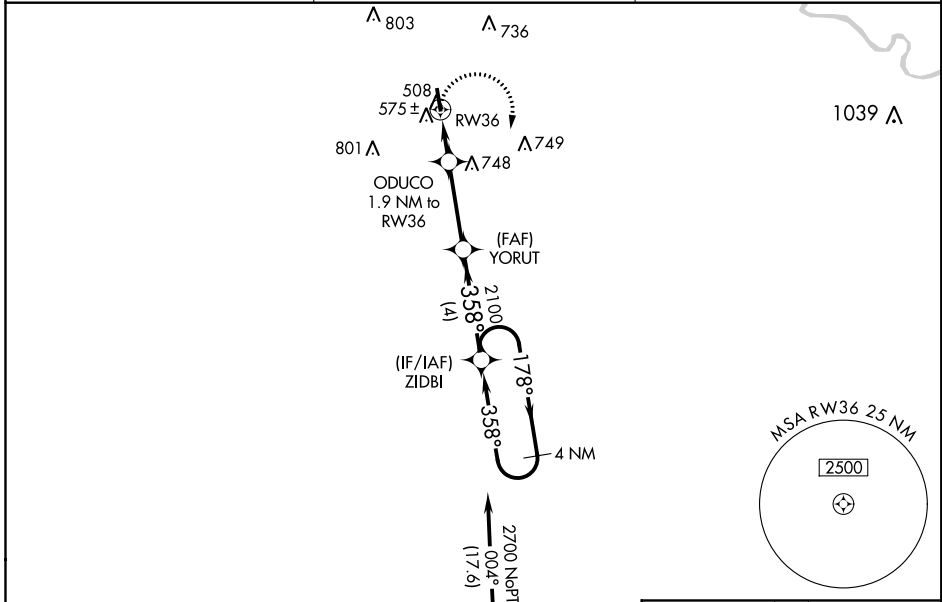 803
736
508
575 ±
RW36
1039
801
748
749
ODUCO
1.9 NM to
RW36
(FAF)
YORUT
2100
358°
(4)
(IF/IAF)
ZIDBI
178°
358°
4 NM
MSA RW36 25 NM
2500
2700 NoPT
004°
(17.6)